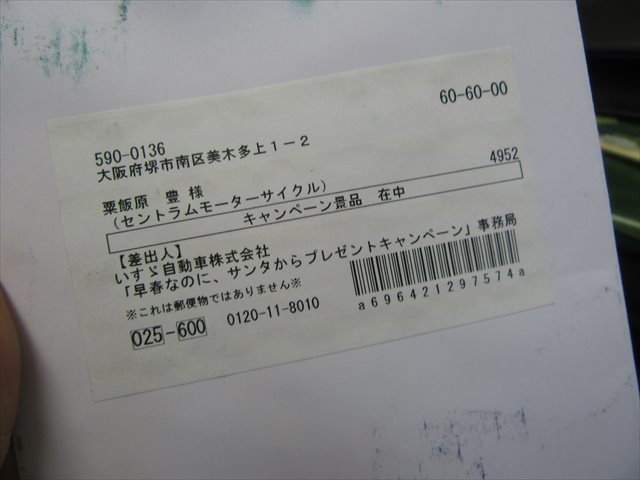 60-60-00
590-0136
大阪府堺市南区美木多上1-2
粟飯原 豊 様
4952
(セントラムモーターサイクル)
キャンペーン景品 在中
【差出人】
いすゞ自動車株式会社
「早春なのに、サンタからプレゼントキャンペーン」事務局
※これは郵便物ではありません※
025-600 0120-11-8010
a696421297574a